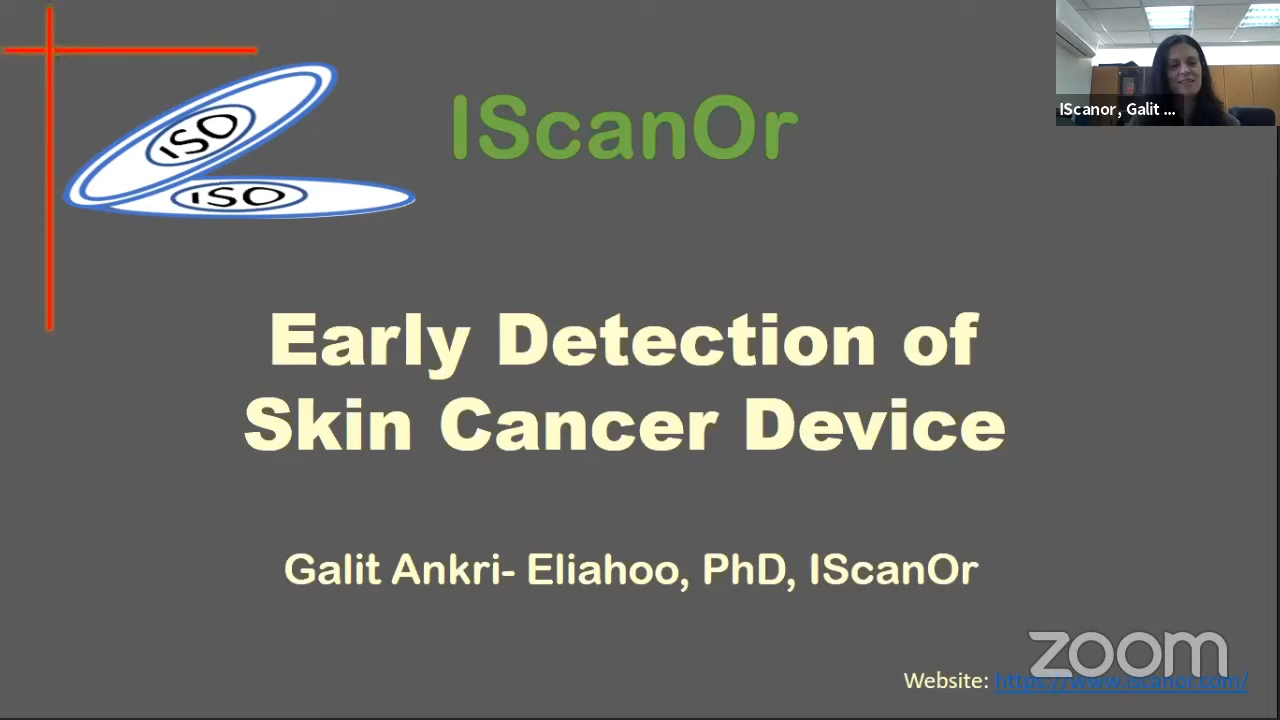 IScanOr
ISO
ISO
IScanor, Galit ...
Early Detection of
Skin Cancer Device
Galit Ankri- Eliahoo, PhD, IScanOr
zoom
Website: https://www.iscanor.com/